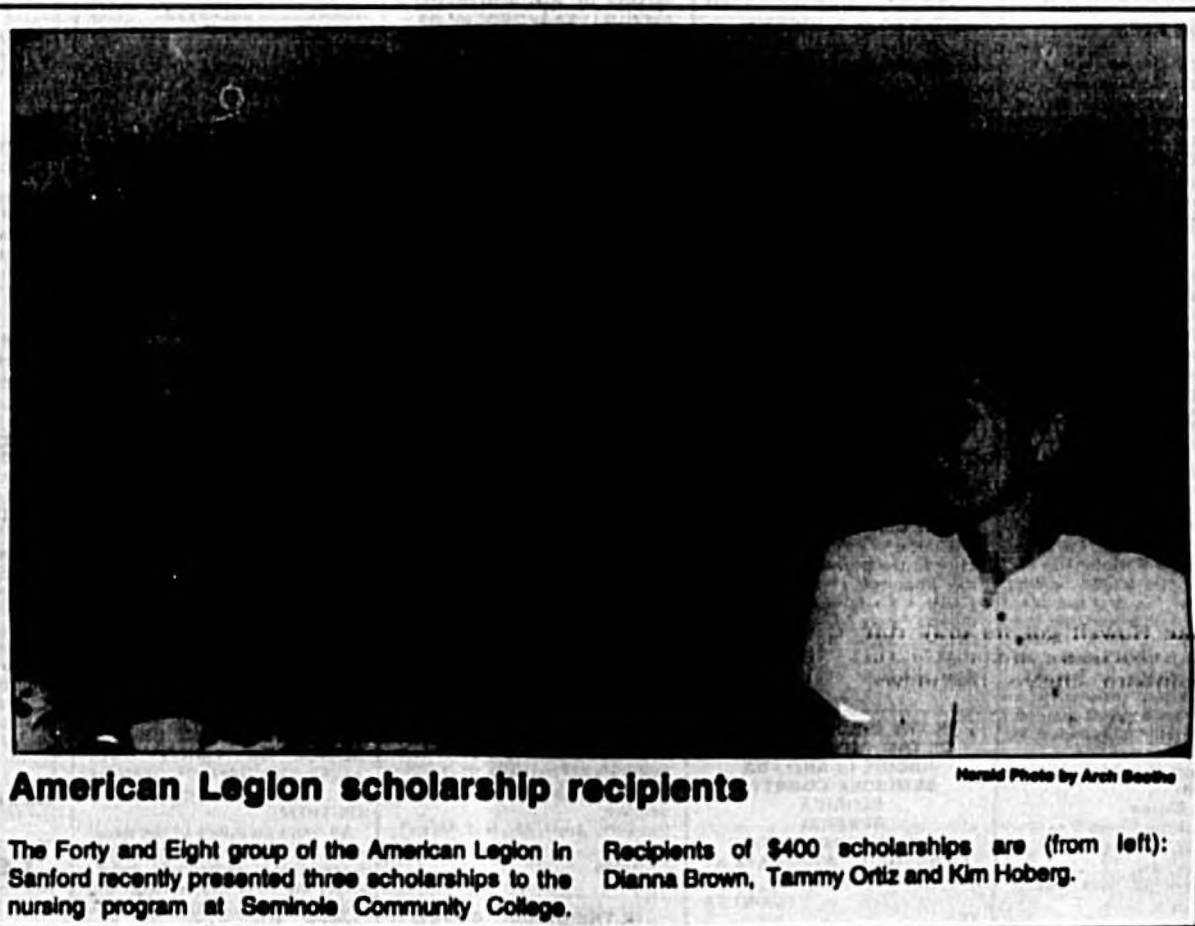 American Legion scholarship recipients
Herald Photo by Arch Boothe
The Forty and Eight group of the American Legion in
Sanford recently presented three scholarships to the
nursing program at Seminole Community College.
Recipients of $400 scholarships are (from left):
Dianna Brown, Tammy Ortiz and Kim Hoberg.